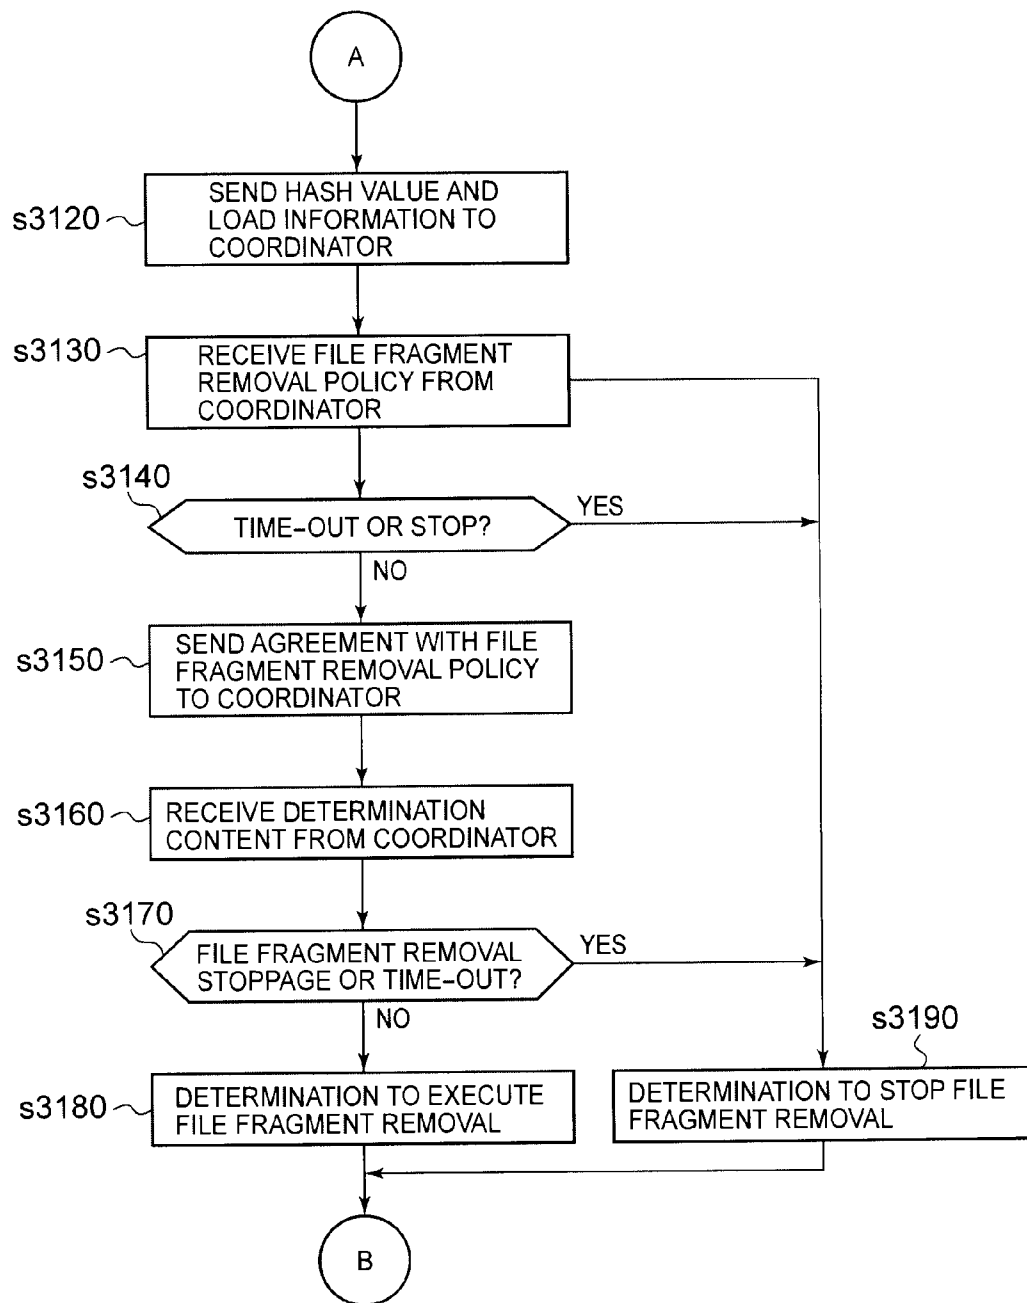 A
s3120
SEND HASH VALUE AND
LOAD INFORMATION TO
COORDINATOR
s3130
RECEIVE FILE FRAGMENT
REMOVAL POLICY FROM
COORDINATOR
s3140
TIME-OUT OR STOP?
YES
NO
s3150
SEND AGREEMENT WITH FILE
FRAGMENT REMOVAL POLICY
TO COORDINATOR
s3160
RECEIVE DETERMINATION
CONTENT FROM COORDINATOR
s3170
FILE FRAGMENT REMOVAL
STOPPAGE OR TIME-OUT?
YES
NO
s3180
DETERMINATION TO EXECUTE
FILE FRAGMENT REMOVAL
s3190
DETERMINATION TO STOP FILE
FRAGMENT REMOVAL
B